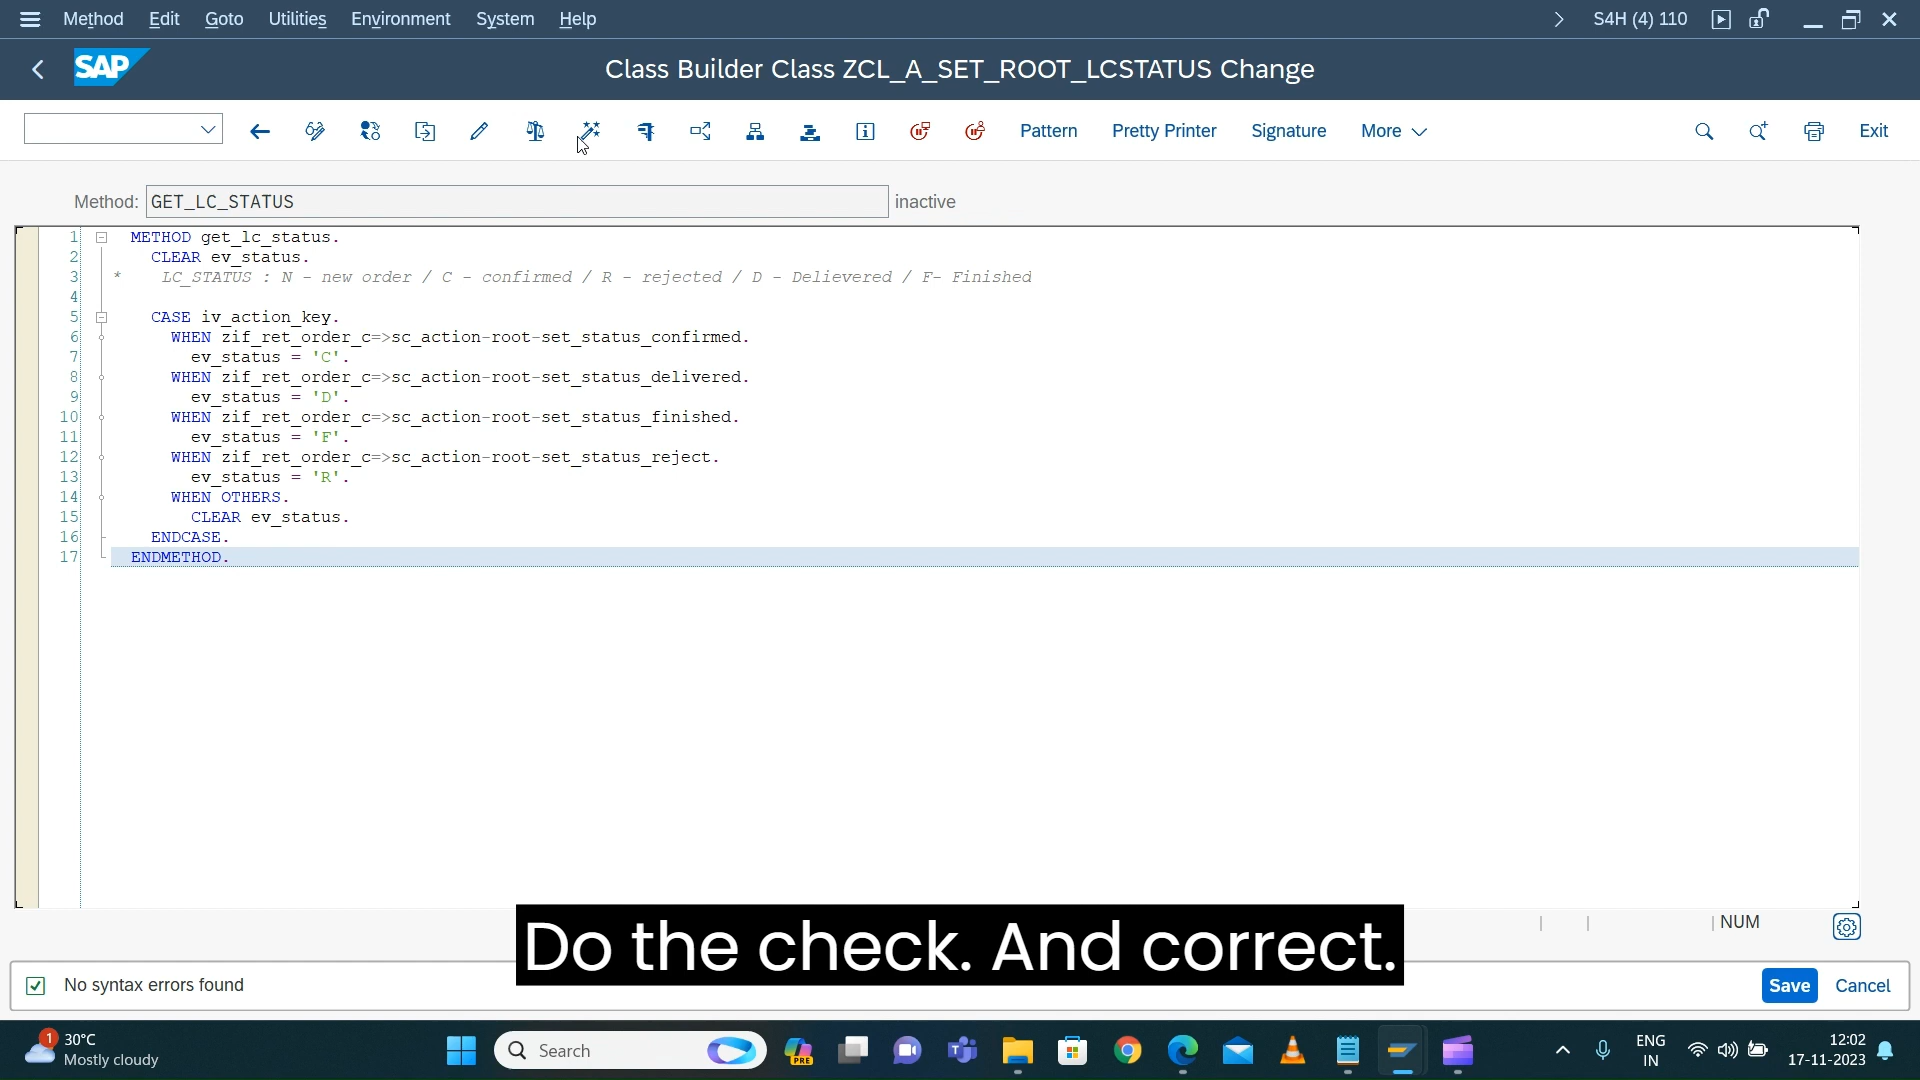 Method Edit Goto Utilities Environment System Help S4H (4) 110
SAP Class Builder Class ZCL_A_SET_ROOT_LCSTATUS Change
Pattern Pretty Printer Signature More Exit
Method: GET_LC_STATUS inactive
1 METHOD get_lc_status.
2 CLEAR ev_status.
3 * LC_STATUS : N - new order / C - confirmed / R - rejected / D - Delievered / F- Finished
4
5 CASE iv_action_key.
6 WHEN zif_ret_order_c=>sc_action-root-set_status_confirmed.
7 ev_status = 'C'.
8 WHEN zif_ret_order_c=>sc_action-root-set_status_delivered.
9 ev_status = 'D'.
10 WHEN zif_ret_order_c=>sc_action-root-set_status_finished.
11 ev_status = 'F'.
12 WHEN zif_ret_order_c=>sc_action-root-set_status_reject.
13 ev_status = 'R'.
14 WHEN OTHERS.
15 CLEAR ev_status.
16 ENDCASE.
17 ENDMETHOD.
NUM
Do the check. And correct.
No syntax errors found Save Cancel
1 30°C
Mostly cloudy
Search
PRE
ENG
IN
12:02
17-11-2023